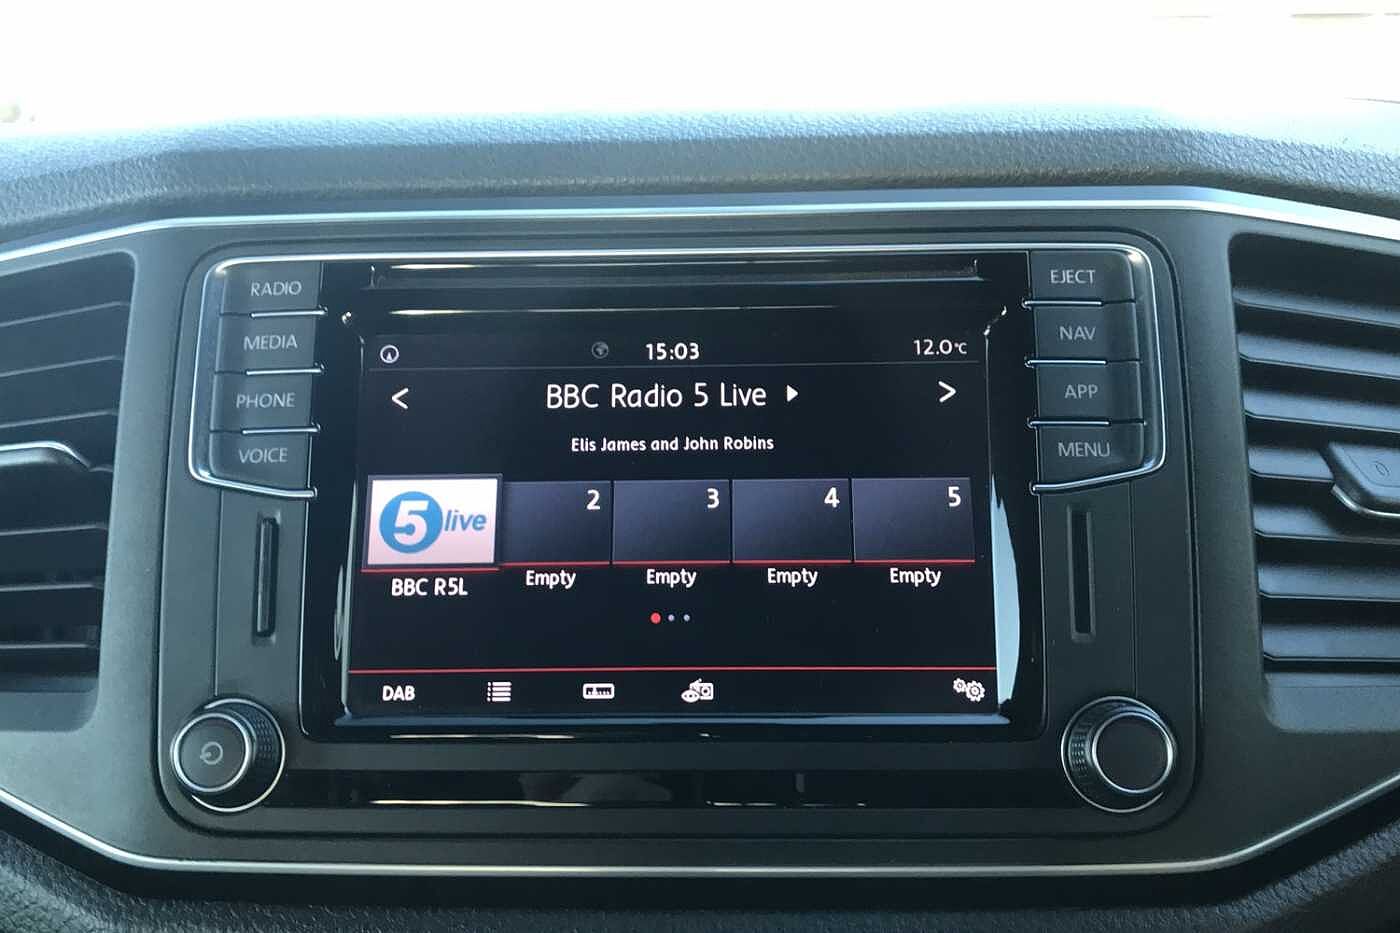 RADIO
MEDIA
PHONE
VOICE
EJECT
NAV
APP
MENU
15:03
12.0°C
< BBC Radio 5 Live ▶ >
Elis James and John Robins
5 live
2
3
4
5
BBC R5L
Empty
Empty
Empty
Empty
DAB